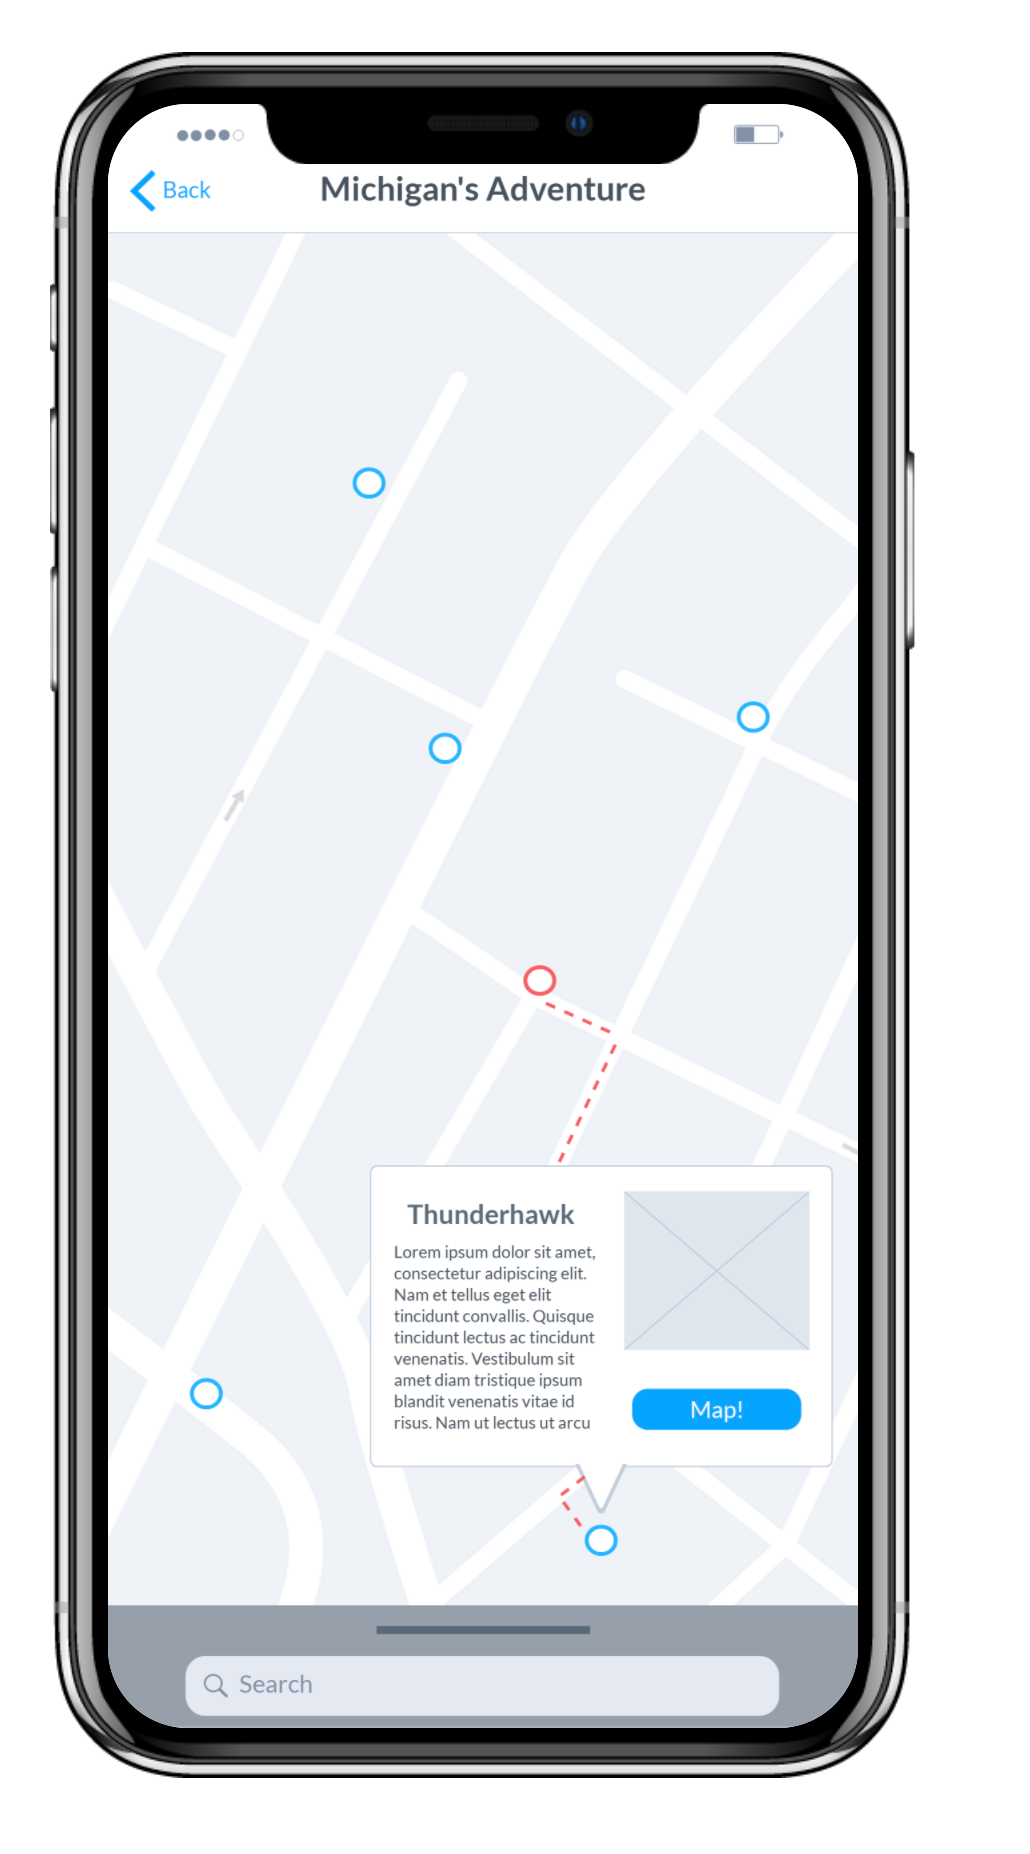 Back
Michigan's Adventure
Thunderhawk
Lorem ipsum dolor sit amet,
consectetur adipiscing elit.
Nam et tellus eget elit
tincidunt convallis. Quisque
tincidunt lectus ac tincidunt
venenatis. Vestibulum sit
amet diam tristique ipsum
blandit venenatis vitae id
risus. Nam ut lectus ut arcu
Map!
Search